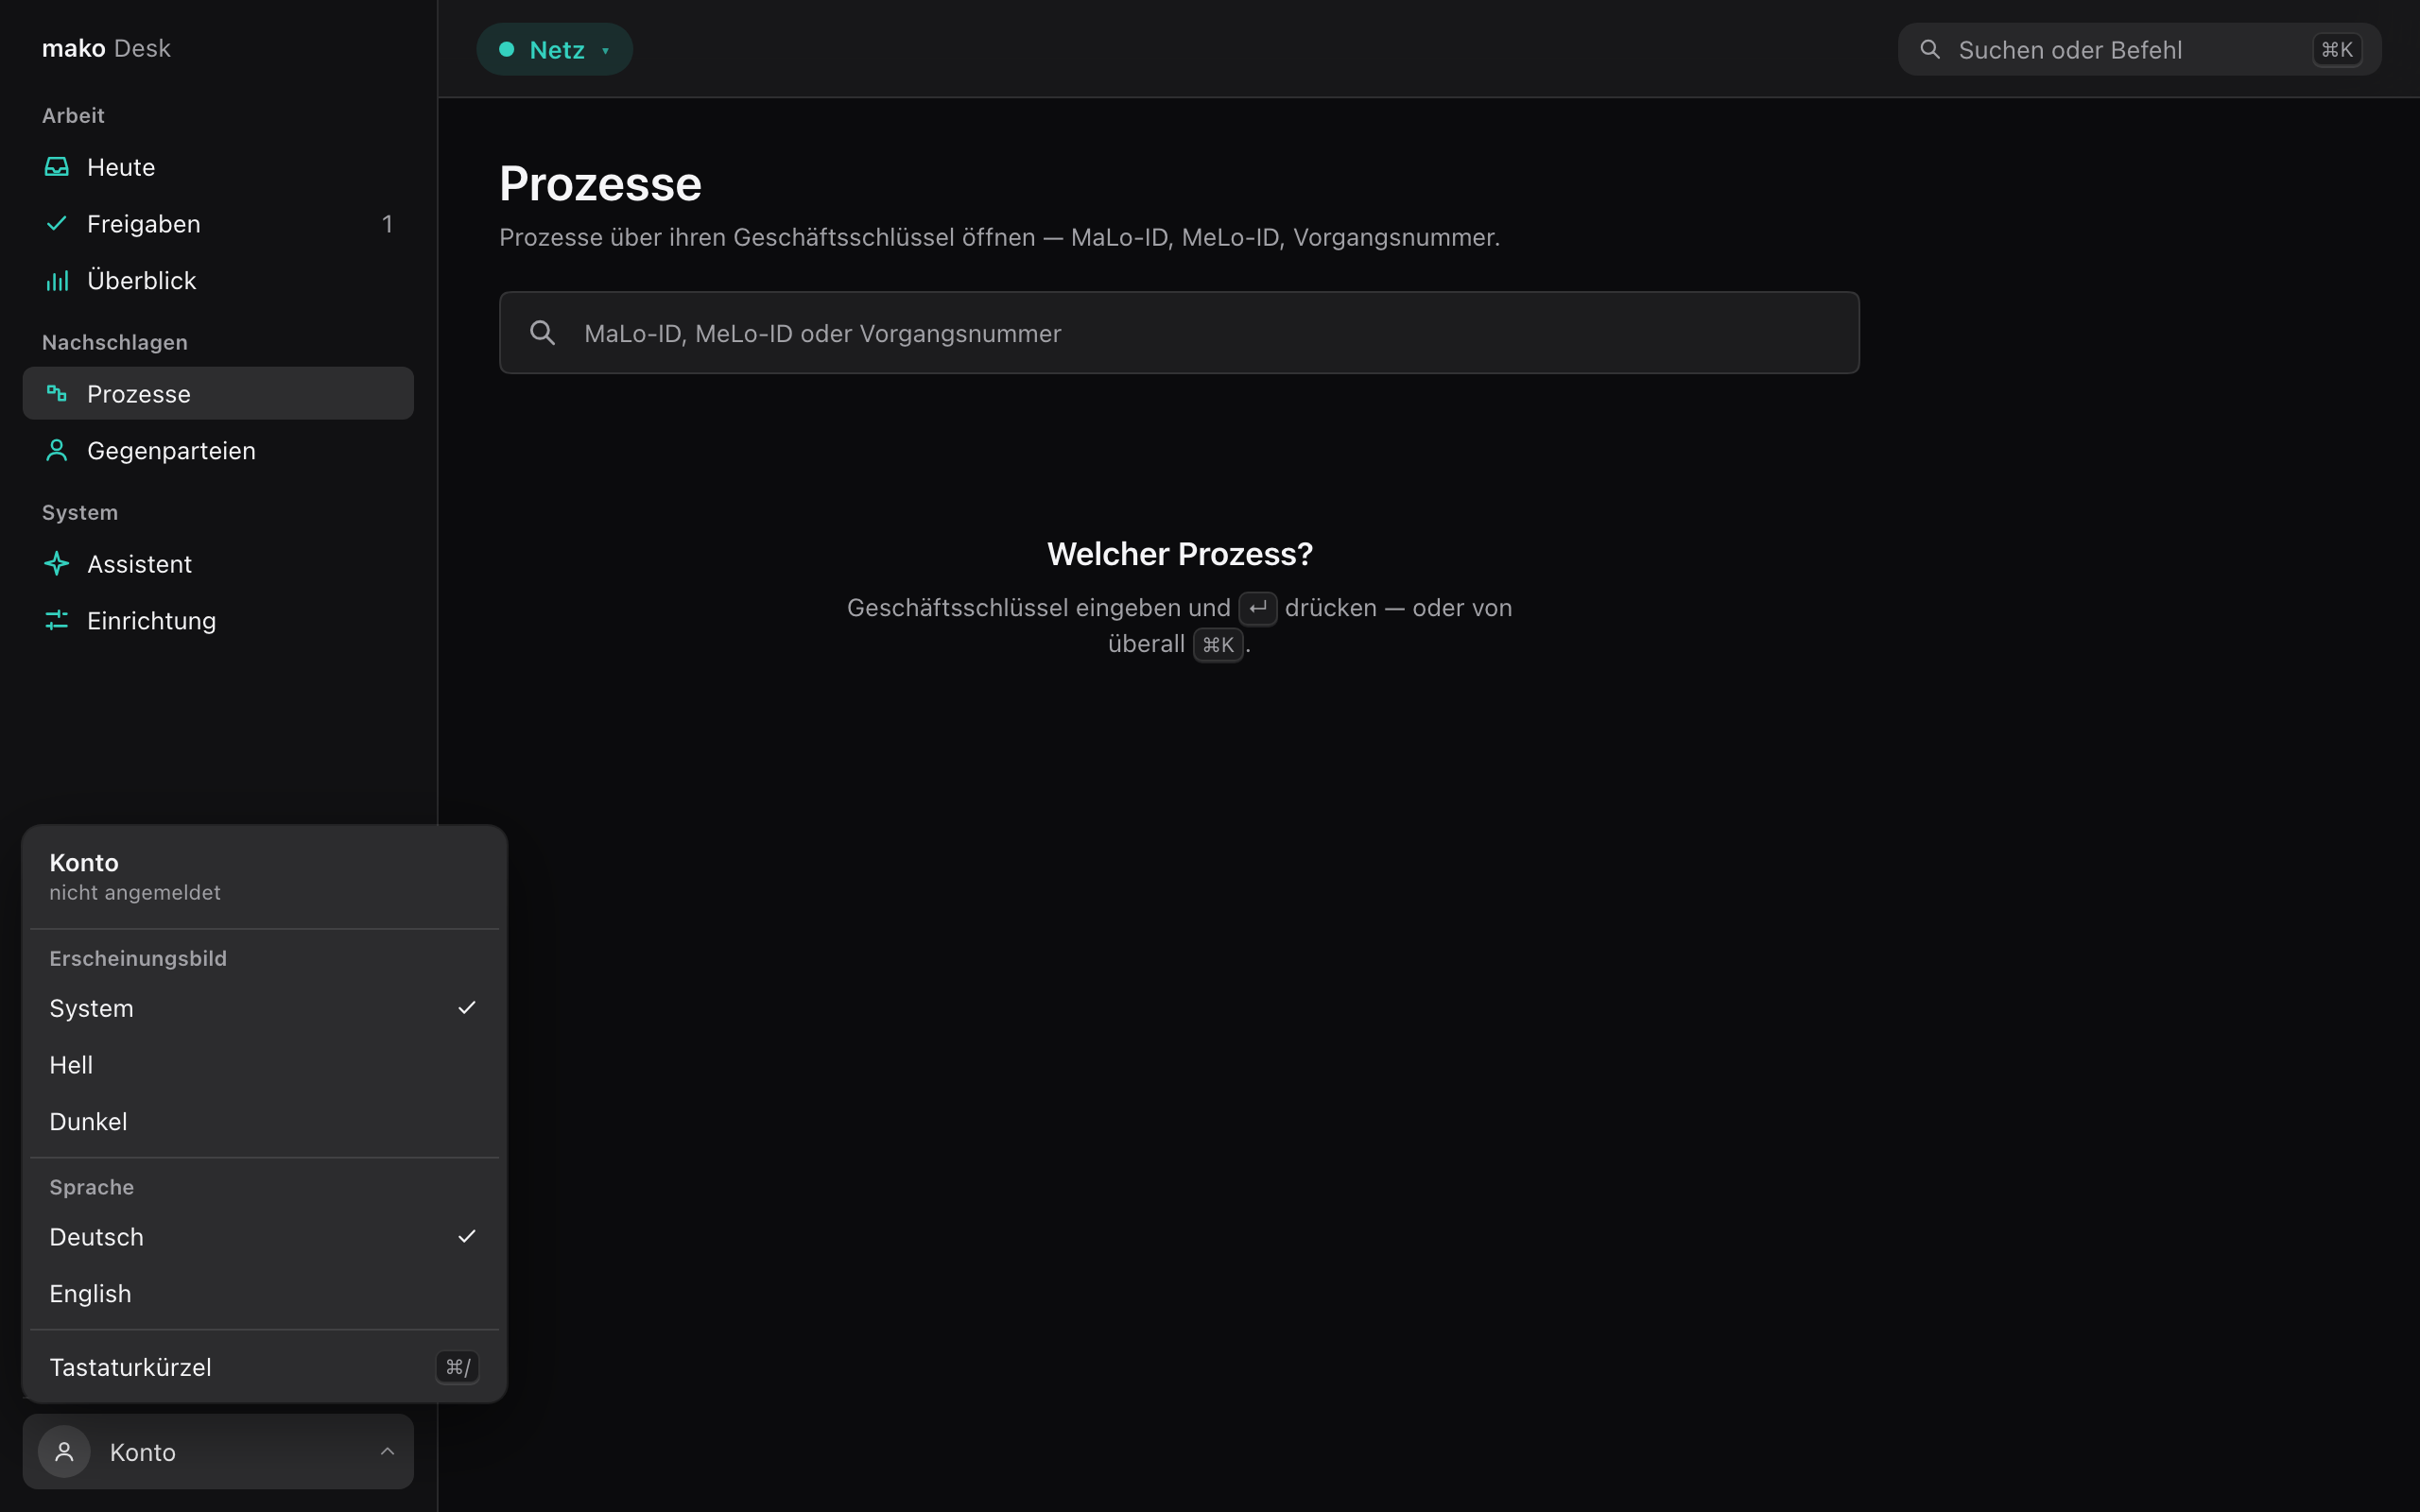 mako Desk
Arbeit
Heute
Freigaben 1
Überblick
Nachschlagen
Prozesse
Gegenparteien
System
Assistent
Einrichtung
Konto
nicht angemeldet
Erscheinungsbild
System
Hell
Dunkel
Sprache
Deutsch
English
Tastaturkürzel ⌘/
Konto
Netz
Suchen oder Befehl ⌘K
Prozesse
Prozesse über ihren Geschäftsschlüssel öffnen — MaLo-ID, MeLo-ID, Vorgangsnummer.
MaLo-ID, MeLo-ID oder Vorgangsnummer
Welcher Prozess?
Geschäftsschlüssel eingeben und ↵ drücken — oder von
überall ⌘K.